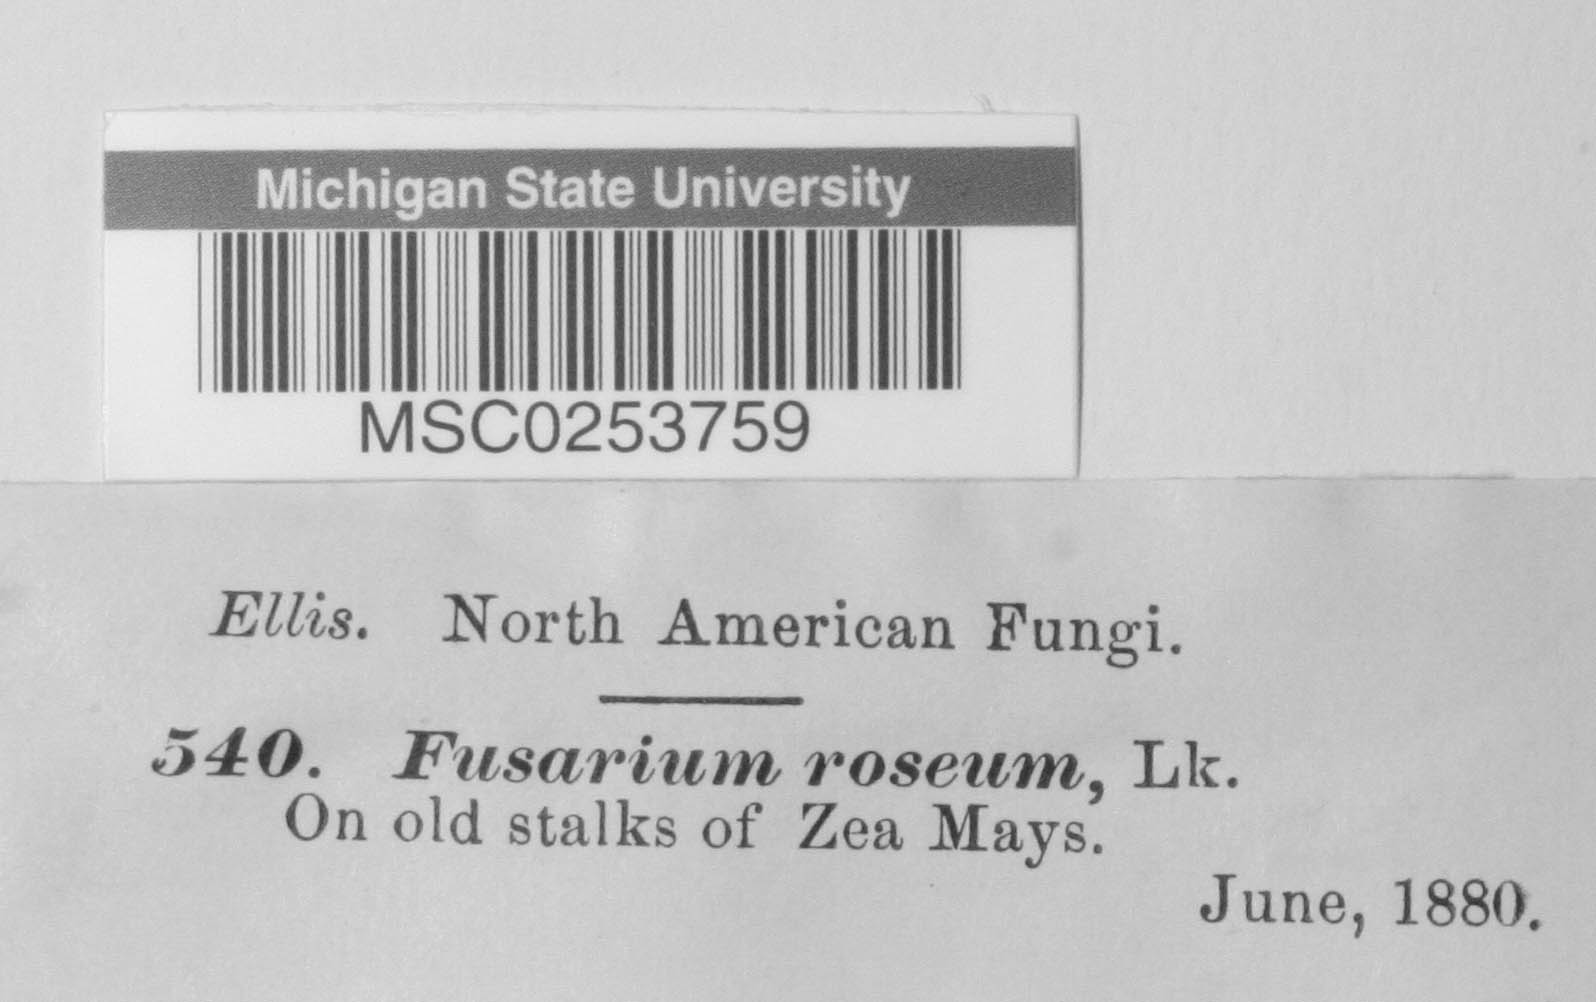 Michigan State University
MSC0253759
Ellis. North American Fungi.
540. Fusarium roseum, Lk.
On old stalks of Zea Mays.
June, 1880.